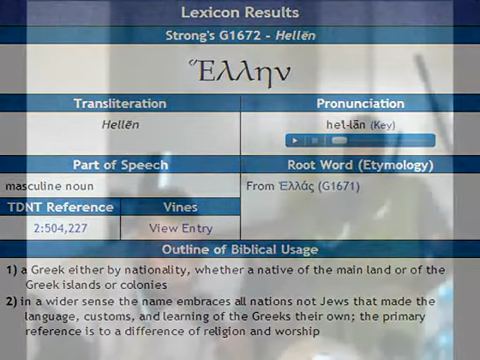 Lexicon Results
Strong's G1672 - Hellēn
Ἕλλην
Transliteration
Pronunciation
Hellēn
hel'-lān (Key)
Part of Speech
Root Word (Etymology)
masculine noun
From Ἑλλάς (G1671)
TDNT Reference
Vines
2:504,227
View Entry
Outline of Biblical Usage
1) a Greek either by nationality, whether a native of the main land or of the
Greek islands or colonies
2) in a wider sense the name embraces all nations not Jews that made the
language, customs, and learning of the Greeks their own; the primary
reference is to a difference of religion and worship